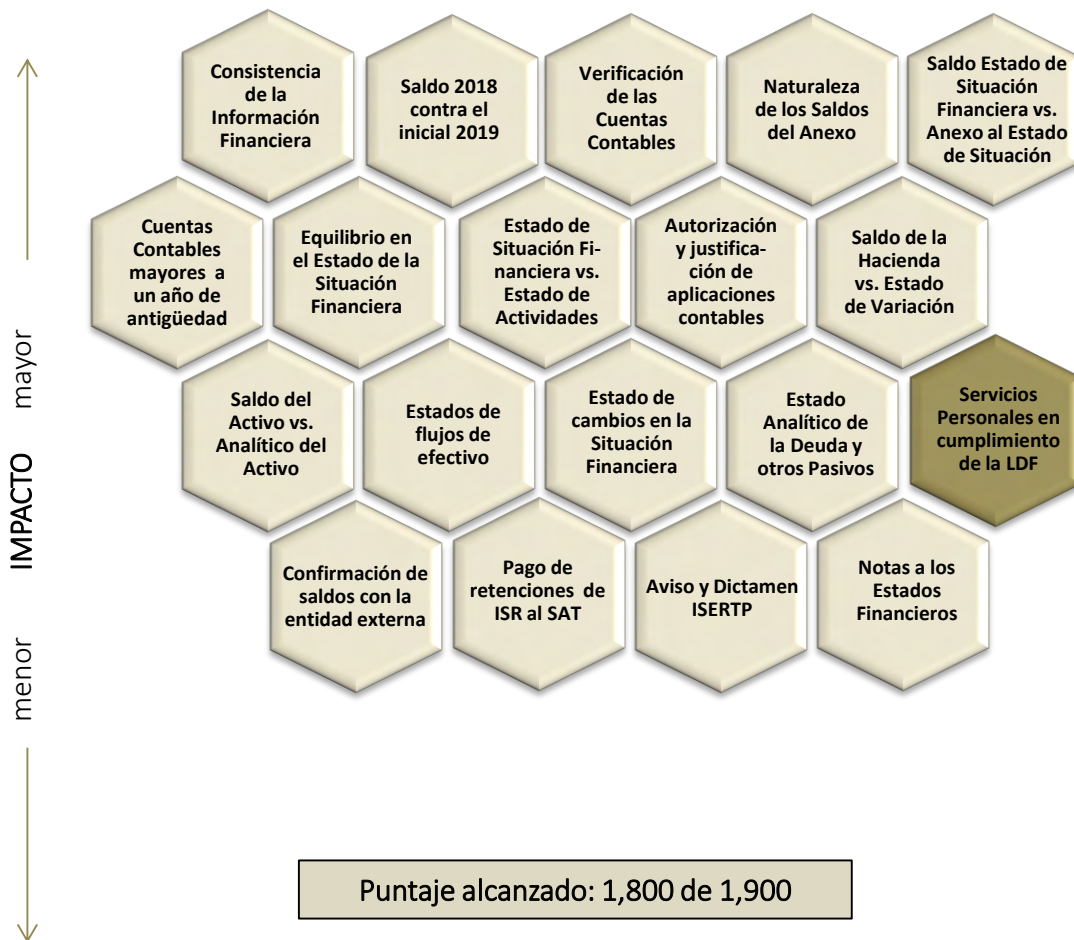 Consistencia
de la
Información
Financiera
Saldo 2018
contra el
inicial 2019
Verificación
de las
Cuentas
Contables
Naturaleza
de los Saldos
del Anexo
Saldo Estado de
Situación
Financiera vs.
Anexo al Estado
de Situación
Cuentas
Contables
mayores a
un año de
antigüedad
Equilibrio en
el Estado de la
Situación
Financiera
Estado de
Situación Fi-
nanciera vs.
Estado de
Actividades
Autorización
y justifica-
ción de
aplicaciones
contables
Saldo de la
Hacienda
vs. Estado
de Variación
Saldo del
Activo vs.
Analítico del
Activo
Estados de
flujos de
efectivo
Estado de
cambios en la
Situación
Financiera
Estado
Analítico de
la Deuda y
otros Pasivos
Servicios
Personales en
cumplimiento
de la LDF
Confirmación de
saldos con la
entidad externa
Pago de
retenciones de
ISR al SAT
Aviso y Dictamen
ISERTP
Notas a los
Estados
Financieros
menor IMPACTO mayor
Puntaje alcanzado: 1,800 de 1,900